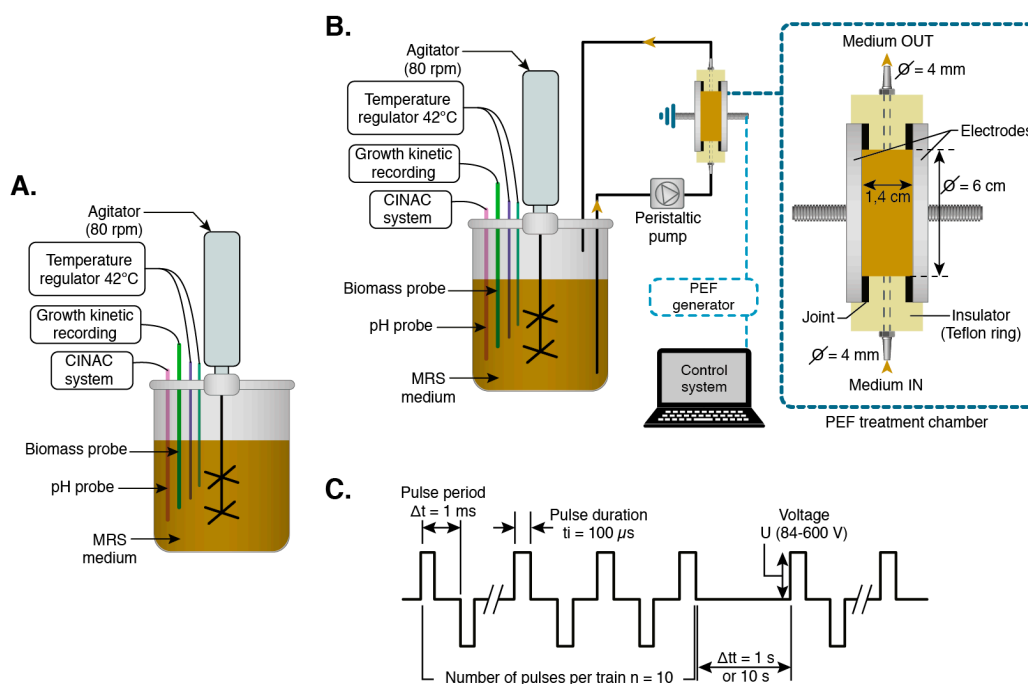 A.
Agitator
(80 rpm)
Temperature
regulator 42°C
Growth kinetic
recording
CINAC
system
Biomass probe
pH probe
MRS
medium
B.
Agitator
(80 rpm)
Temperature
regulator 42°C
Growth kinetic
recording
CINAC
system
Biomass probe
pH probe
MRS
medium
Peristaltic
pump
PEF
generator
Control
system
Medium OUT
Ø = 4 mm
Electrodes
1,4 cm
Ø = 6 cm
Joint
Insulator
(Teflon ring)
Ø = 4 mm
Medium IN
PEF treatment chamber
C.
Pulse period
Δt = 1 ms
Pulse duration
ti = 100 µs
Voltage
U (84-600 V)
Number of pulses per train n = 10
Δtt = 1 s
or 10 s